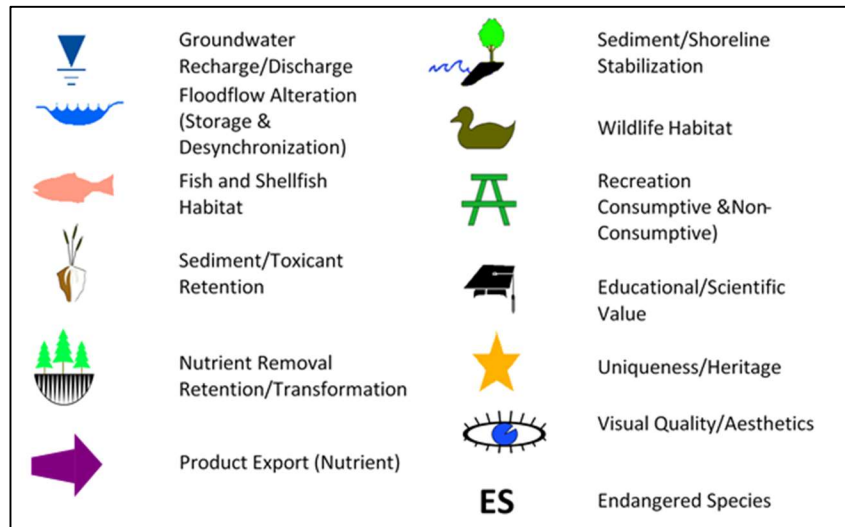 Groundwater
Recharge/Discharge
Floodflow Alteration
(Storage &
Desynchronization)
Fish and Shellfish
Habitat
Sediment/Toxicant
Retention
Nutrient Removal
Retention/Transformation
Product Export (Nutrient)
Sediment/Shoreline
Stabilization
Wildlife Habitat
Recreation
Consumptive &Non-
Consumptive)
Educational/Scientific
Value
Uniqueness/Heritage
Visual Quality/Aesthetics
ES
Endangered Species